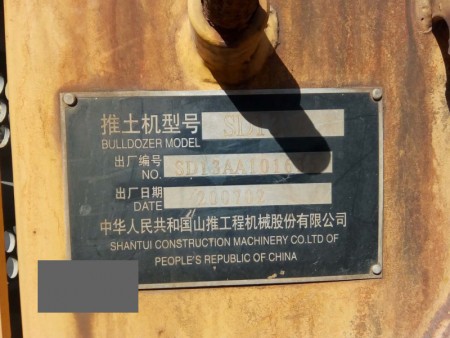 推土机型号
BULLDOZER MODEL
出厂编号
NO.
出厂日期 200702
DATE
中华人民共和国山推工程机械股份有限公司
SHANTUI CONSTRUCTION MACHINERY CO.LTD OF
PEOPLE'S REPUBLIC OF CHINA